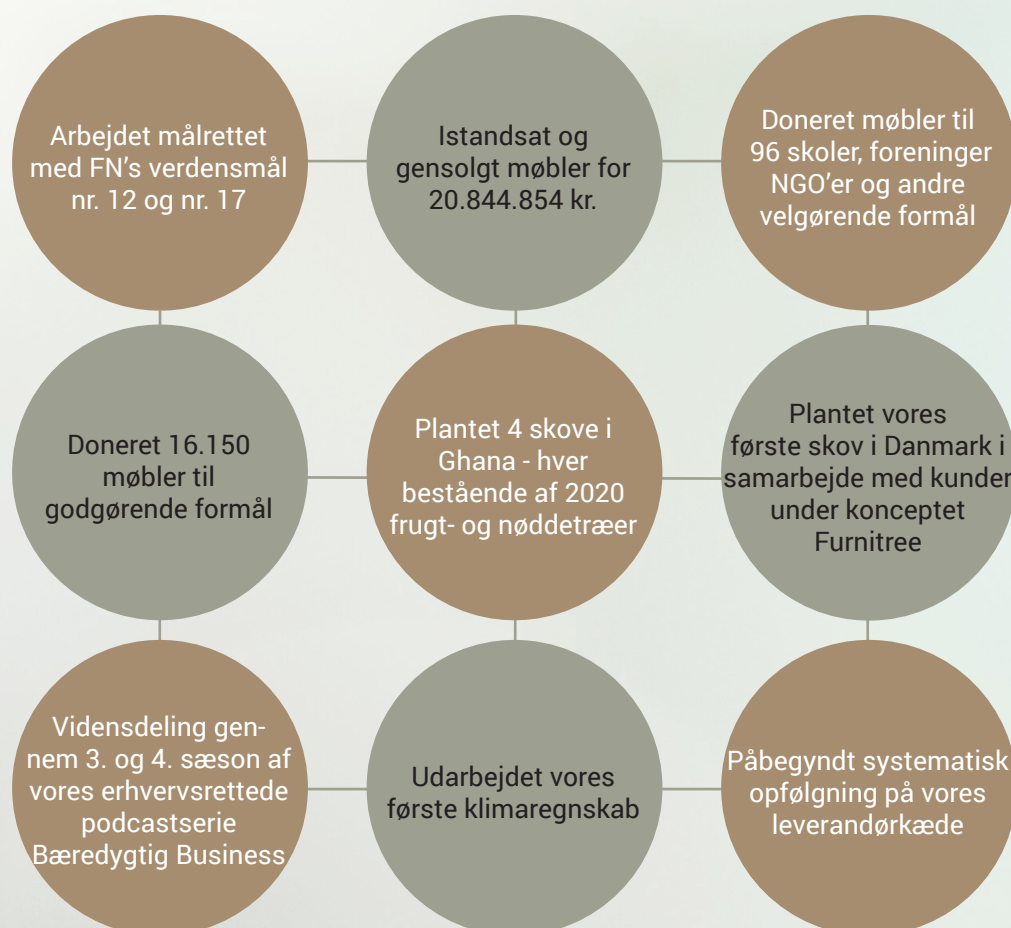 Arbejdet målrettet
med FN's verdensmål
nr. 12 og nr. 17
Istandsat og
gensolgt møbler for
20.844.854 kr.
Doneret møbler til
96 skoler, foreninger
NGO'er og andre
velgørende formål
Doneret 16.150
møbler til
godgørende formål
Plantet 4 skove i
Ghana - hver
bestående af 2020
frugt- og nøddetræer
Plantet vores
første skov i Danmark i
samarbejde med kunder
under konceptet
Furnitree
Vidensdeling gen-
nem 3. og 4. sæson af
vores erhvervsrettede
podcastserie
Bæredygtig Business
Udarbejdet vores
første klimaregnskab
Påbegyndt systematisk
opfølgning på vores
leverandørkæde